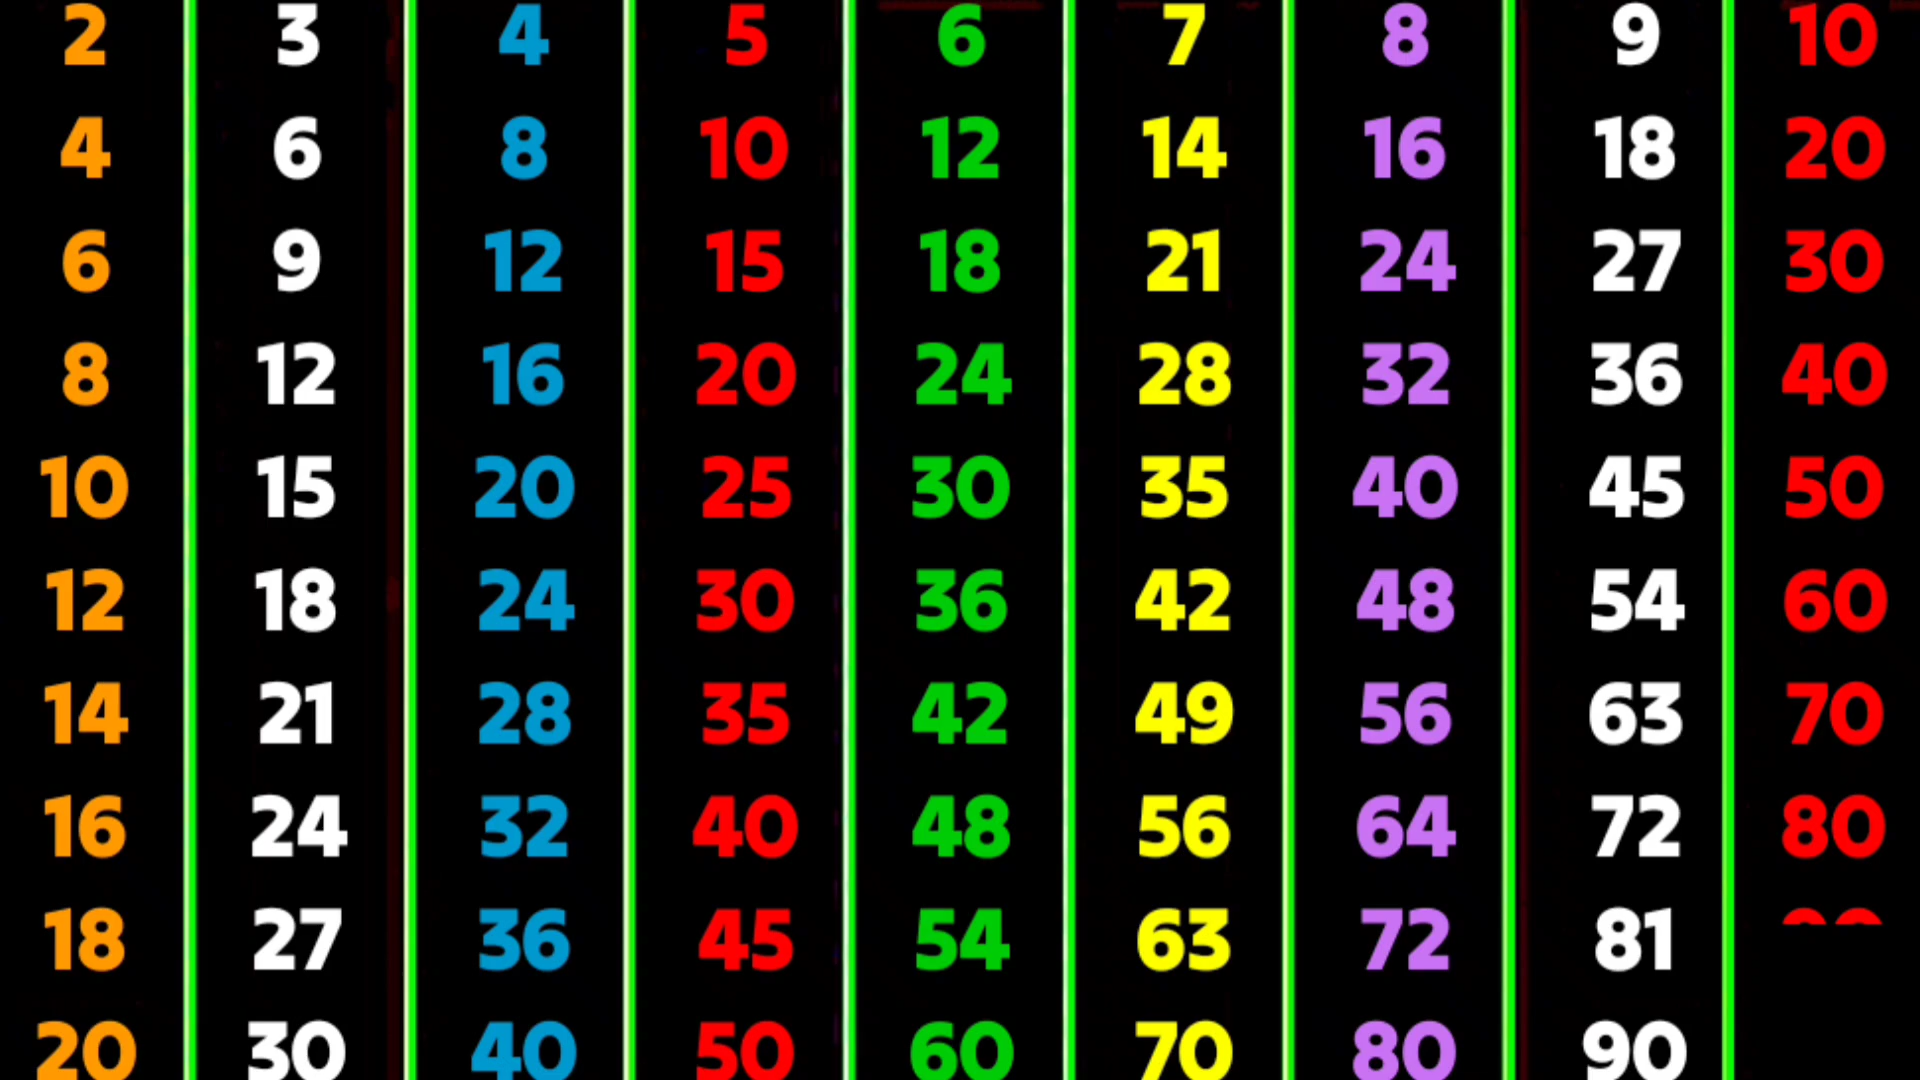 2 3 4 5 6 7 8 9 10
4 6 8 10 12 14 16 18 20
6 9 12 15 18 21 24 27 30
8 12 16 20 24 28 32 36 40
10 15 20 25 30 35 40 45 50
12 18 24 30 36 42 48 54 60
14 21 28 35 42 49 56 63 70
16 24 32 40 48 56 64 72 80
18 27 36 45 54 63 72 81
20 30 40 50 60 70 80 90